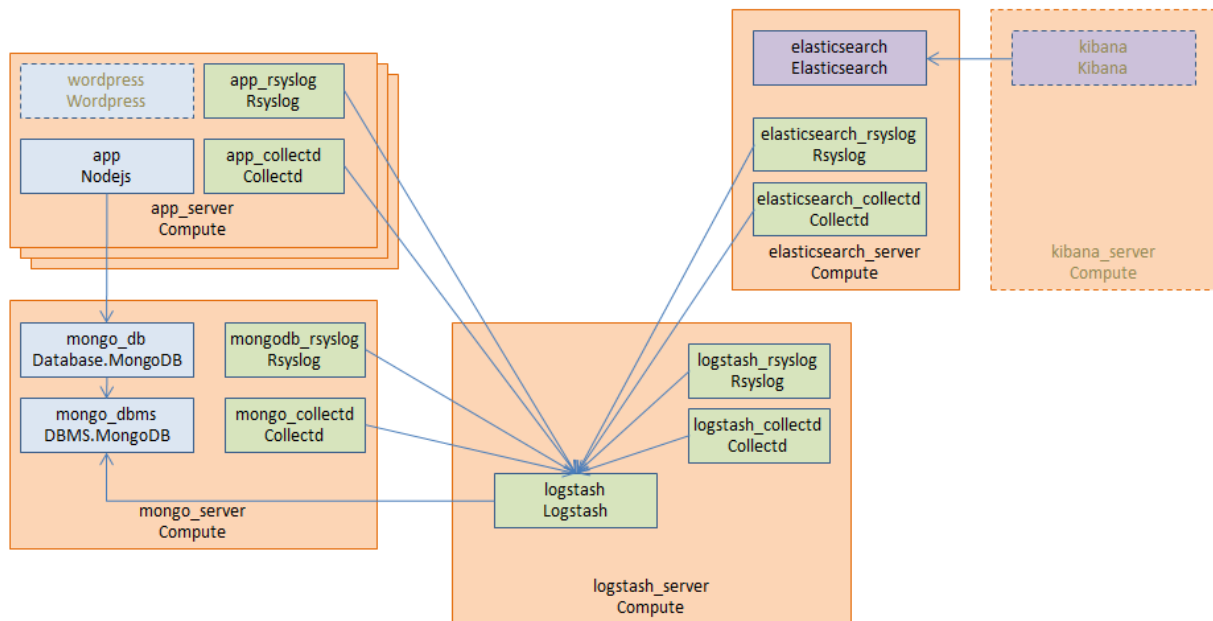 wordpress
Wordpress
app_rsyslog
Rsyslog
app
Nodejs
app_collectd
Collectd
app_server
Compute
elasticsearch
Elasticsearch
elasticsearch_rsyslog
Rsyslog
elasticsearch_collectd
Collectd
elasticsearch_server
Compute
kibana
Kibana
kibana_server
Compute
mongo_db
Database.MongoDB
mongodb_rsyslog
Rsyslog
mongo_dbms
DBMS.MongoDB
mongo_collectd
Collectd
mongo_server
Compute
logstash_rsyslog
Rsyslog
logstash_collectd
Collectd
logstash
Logstash
logstash_server
Compute